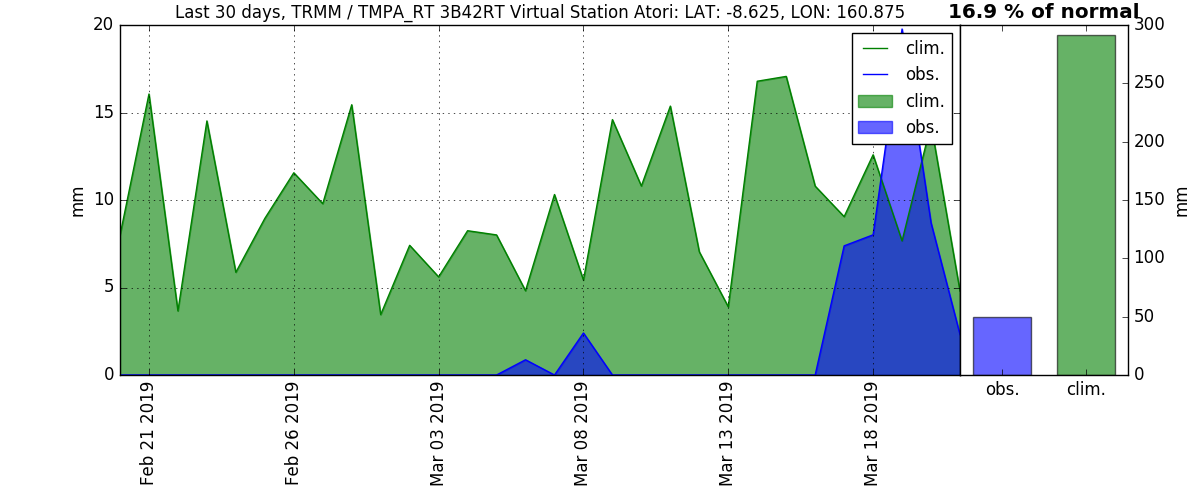 Last 30 days, TRMM / TMPA_RT 3B42RT Virtual Station Atori: LAT: -8.625, LON: 160.875
16.9 % of normal
20
15
10
5
0
mm
clim.
obs.
clim.
obs.
Feb 21 2019
Feb 26 2019
Mar 03 2019
Mar 08 2019
Mar 13 2019
Mar 18 2019
300
250
200
150
100
50
0
mm
obs.
clim.